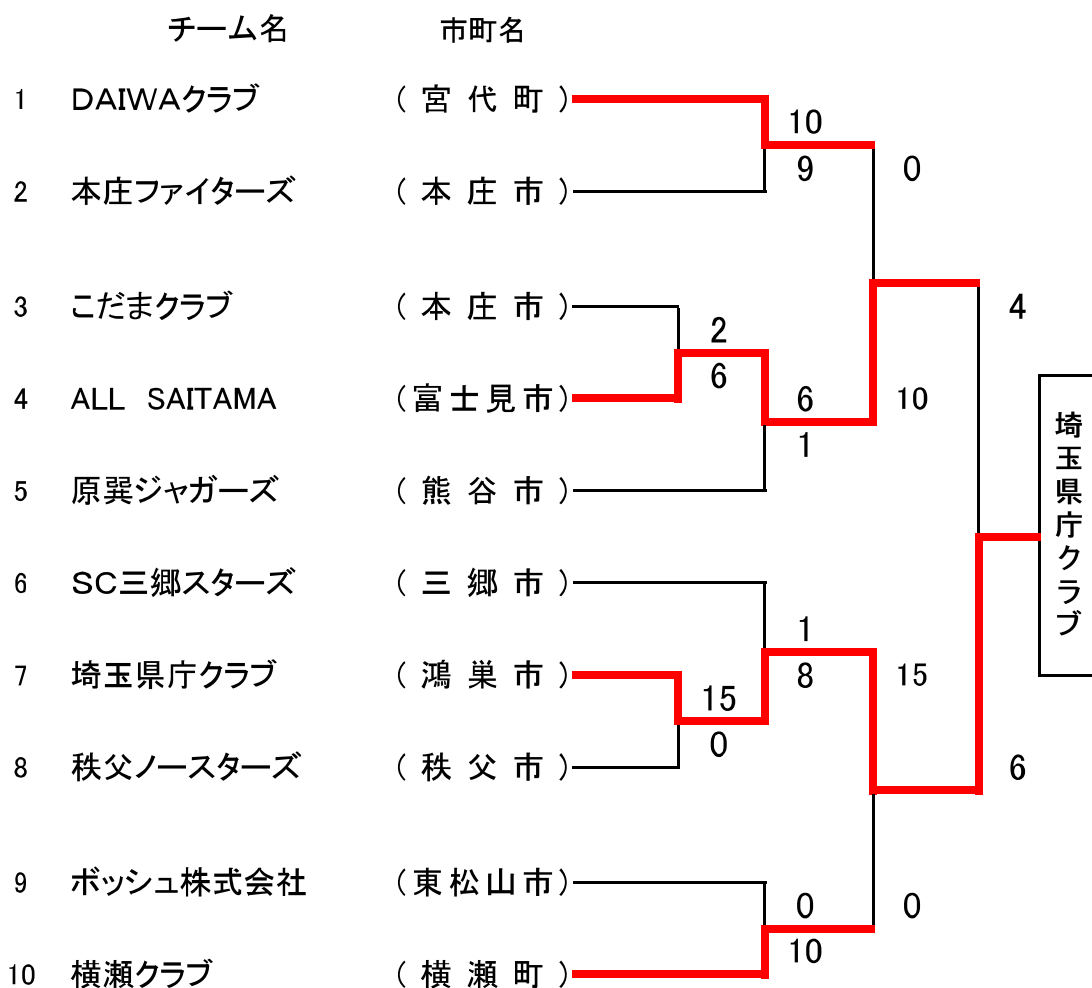 チーム名 市町名
1 DAIWAクラブ (宮代町)
10
9
0
2 本庄ファイターズ (本庄市)
3 こだまクラブ (本庄市)
4
2
6
4 ALL SAITAMA (富士見市)
6
1
10
5 原巽ジャガーズ (熊谷市)
埼玉県庁クラブ
6 SC三郷スターズ (三郷市)
1
8
15
7 埼玉県庁クラブ (鴻巣市)
15
0
8 秩父ノースターズ (秩父市)
6
9 ボッシュ株式会社 (東松山市)
0
10
0
10 横瀬クラブ (横瀬町)